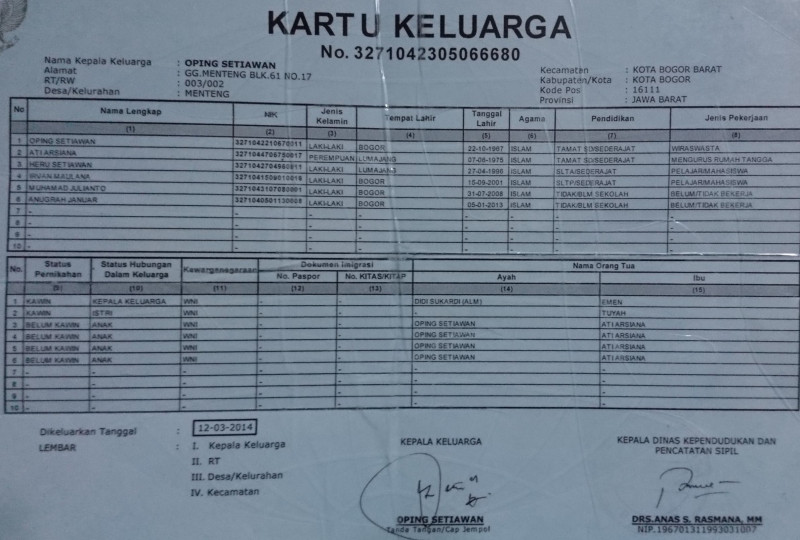 KARTU KELUARGA
No. 3271042305066680
Nama Kepala Keluarga : OPING SETIAWAN
Alamat : GG.MENTENG BLK.61 NO.17
RT/RW : 003/002
Desa/Kelurahan : MENTENG
Kecamatan : KOTA BOGOR BARAT
Kabupaten/Kota : KOTA BOGOR
Kode Pos : 16111
Provinsi : JAWA BARAT
No Nama Lengkap NIK Jenis Kelamin Tempat Lahir Tanggal Lahir Agama Pendidikan Jenis Pekerjaan
(1) (2) (3) (4) (5) (6) (7) (8)
1 OPING SETIAWAN 3271042210670011 LAKI-LAKI BOGOR 22-10-1967 ISLAM TAMAT SD/SEDERAJAT WIRASWASTA
2 ATI ARSIANA 3271044706750017 PEREMPUAN LUMAJANG 07-06-1975 ISLAM TAMAT SD/SEDERAJAT MENGURUS RUMAH TANGGA
3 HERU SETIAWAN LAKI-LAKI LUMAJANG 27-04-1996 ISLAM SLTA/SEDERAJAT PELAJAR/MAHASISWA
4 IRVAN MAULANA LAKI-LAKI BOGOR 15-09-2001 ISLAM SLTP/SEDERAJAT PELAJAR/MAHASISWA
5 MUHAMAD JULIANTO 3271043107080001 LAKI-LAKI BOGOR 31-07-2008 ISLAM TIDAK/BLM SEKOLAH BELUM/TIDAK BEKERJA
6 ANUGRAH JANUAR LAKI-LAKI BOGOR 05-01-2013 ISLAM TIDAK/BLM SEKOLAH BELUM/TIDAK BEKERJA
7 - - - - - - - -
8 - - - - - - - -
9 - - - - - - - -
10 - - - - - - - -
No. Status Pernikahan Status Hubungan Dalam Keluarga Kewarganegaraan Dokumen Imigrasi Nama Orang Tua
No. Paspor No. KITAS/KITAP Ayah Ibu
(9) (10) (11) (12) (13) (14) (15)
1 KAWIN KEPALA KELUARGA WNI - - DIDI SUKARDI (ALM) EMEN
2 KAWIN ISTRI WNI - - - TUYAH
3 BELUM KAWIN ANAK WNI - - OPING SETIAWAN ATI ARSIANA
4 BELUM KAWIN ANAK WNI - - OPING SETIAWAN ATI ARSIANA
5 BELUM KAWIN ANAK WNI - - OPING SETIAWAN ATI ARSIANA
6 BELUM KAWIN ANAK WNI - - OPING SETIAWAN ATI ARSIANA
7 - - - - - - -
8 - - - - - - -
9 - - - - - - -
10 - - - - - - -
Dikeluarkan Tanggal : 12-03-2014
LEMBAR : I. Kepala Keluarga
II. RT
III. Desa/Kelurahan
IV. Kecamatan
KEPALA KELUARGA
OPING SETIAWAN
Tanda Tangan/Cap Jempol
KEPALA DINAS KEPENDUDUKAN DAN
PENCATATAN SIPIL
DRS.ANAS S. RASMANA, MM
NIP.196701311993031007